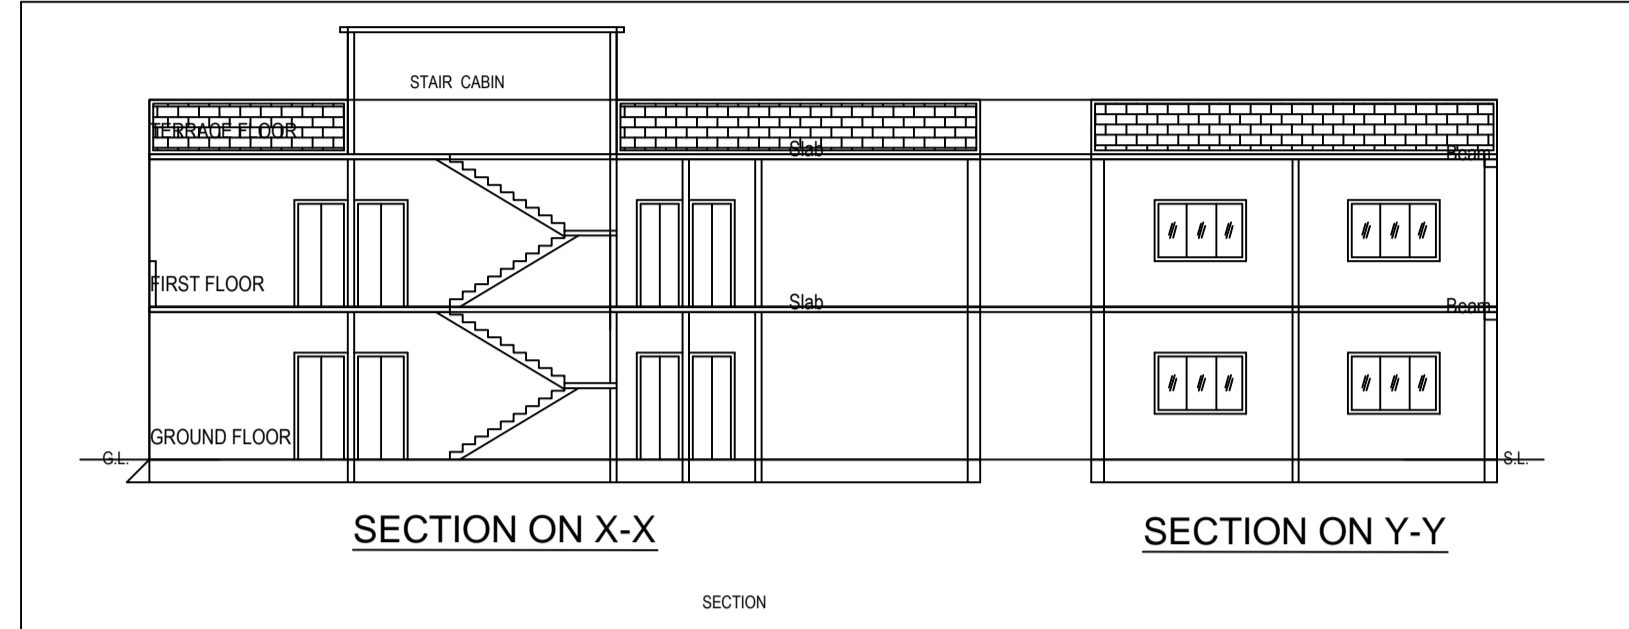 STAIR CABIN
TERRACE FLOOR
Slab
Beam
FIRST FLOOR
Slab
Beam
GROUND FLOOR
G.L.
S.L.
SECTION ON X-X
SECTION ON Y-Y
SECTION